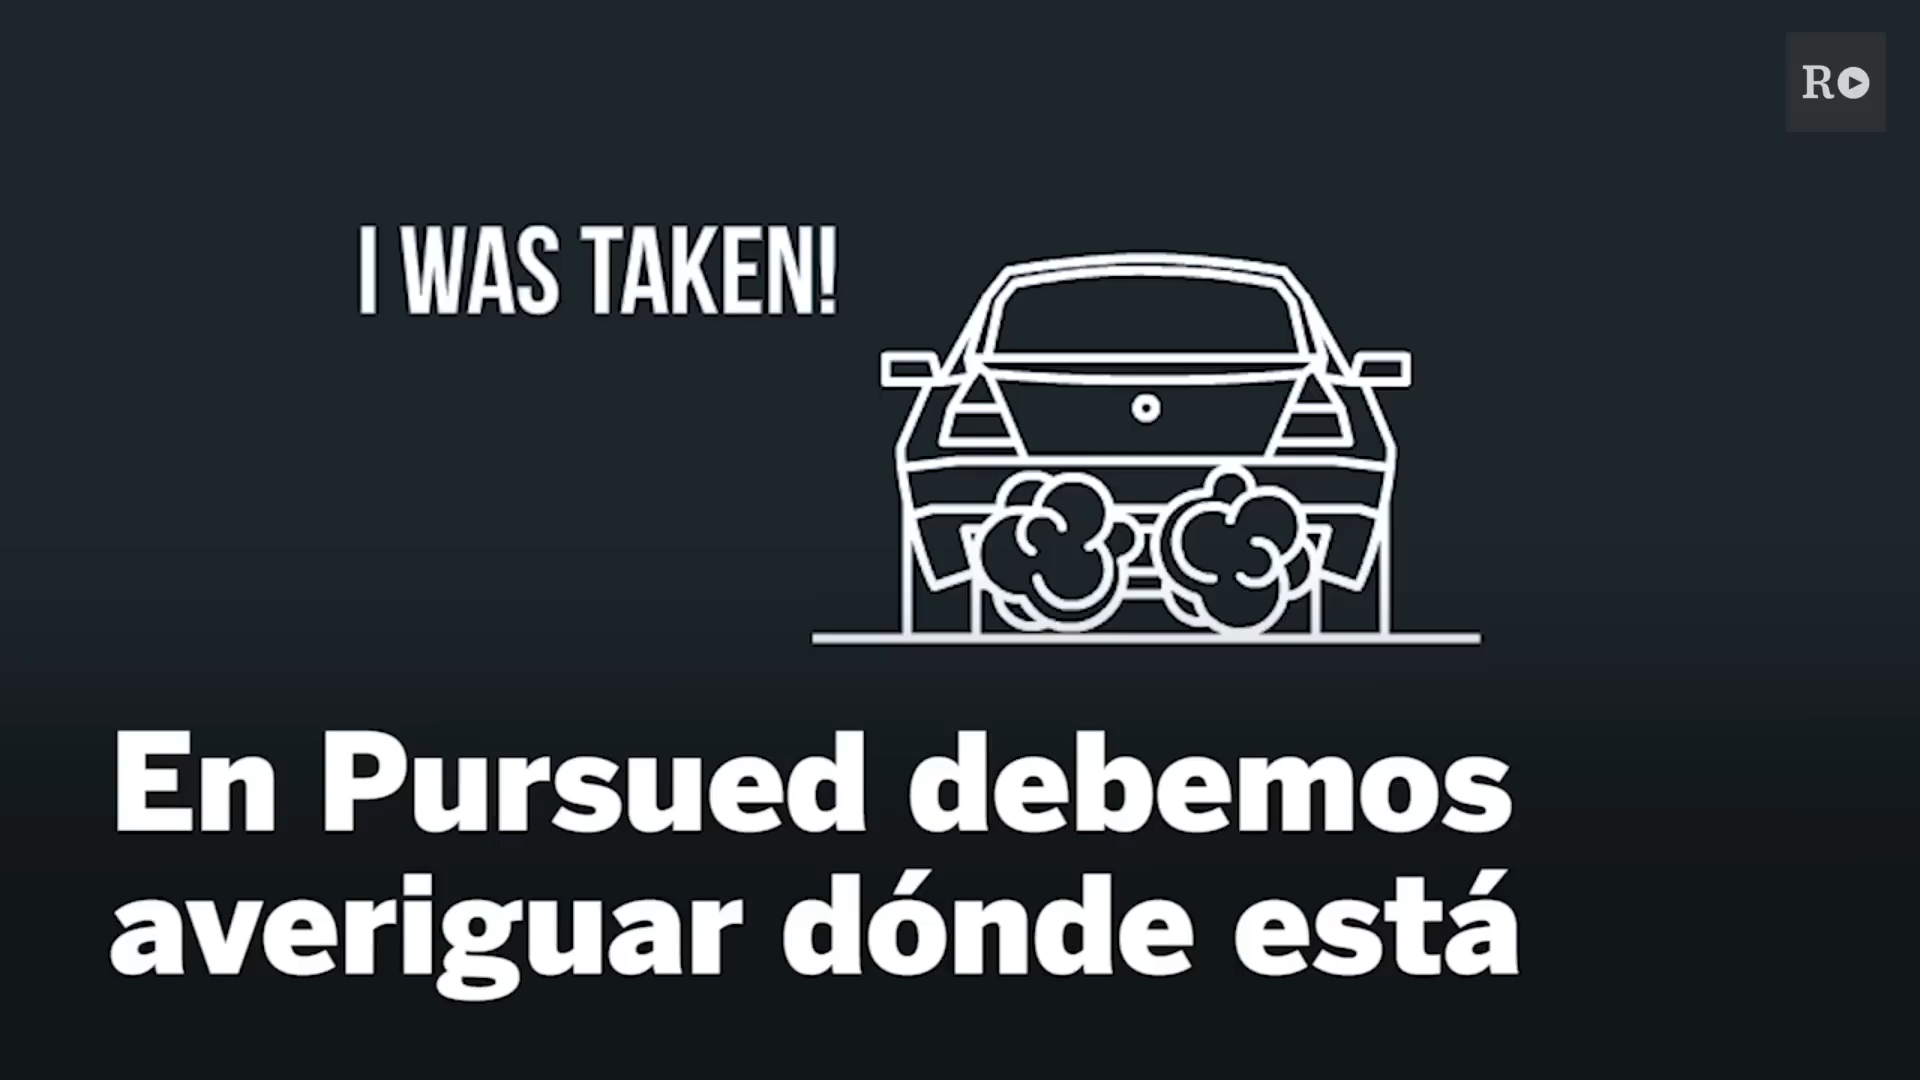 R
I WAS TAKEN!
En Pursued debemos
averiguar dónde está